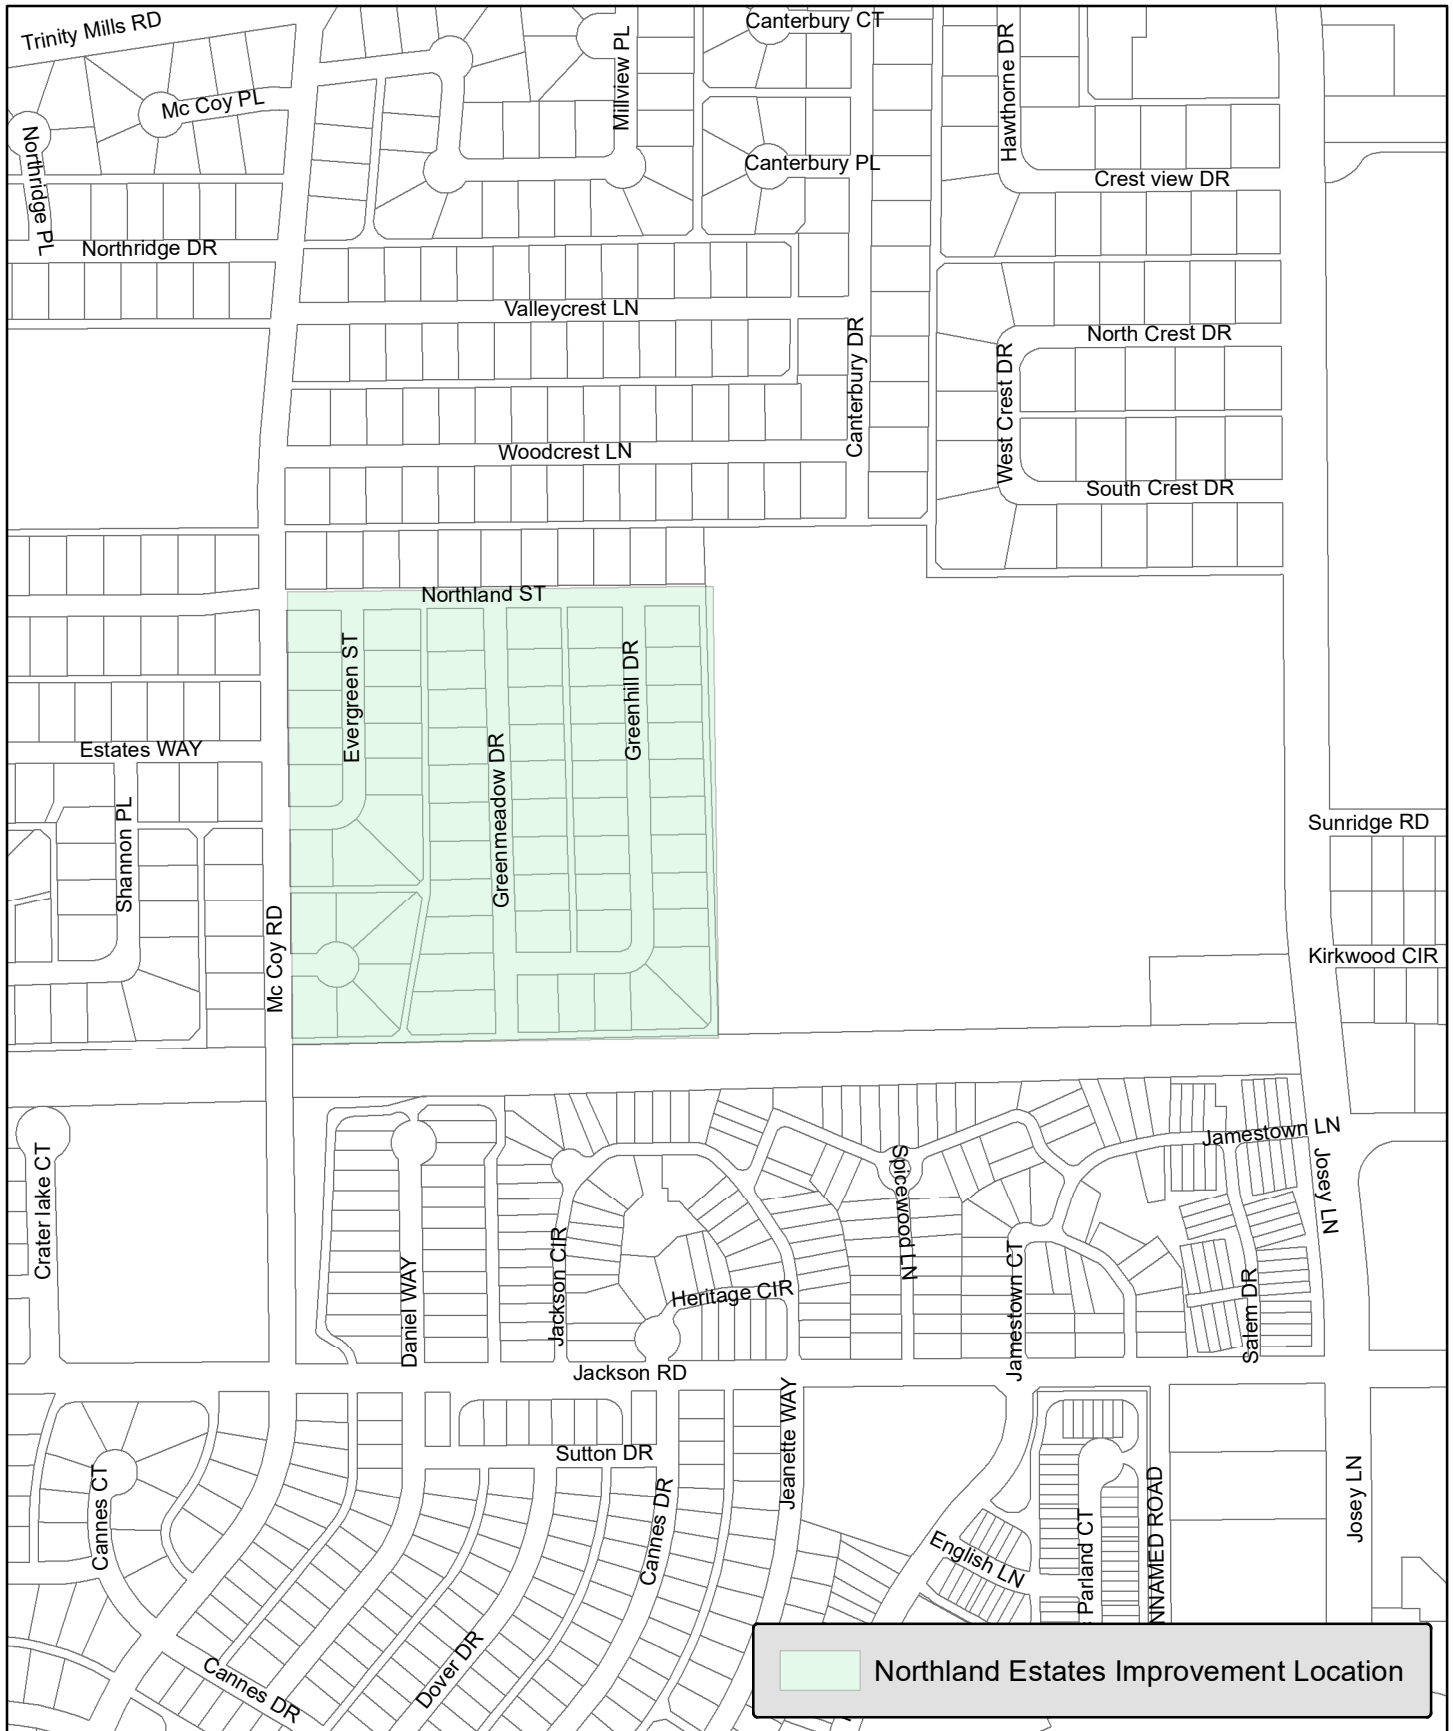 Trinity Mills RD
Canterbury CT
Millview PL
Hawthorne DR
Mc Coy PL
Northridge PL
Canterbury PL
Crest view DR
Northridge DR
Valleycrest LN
North Crest DR
Canterbury DR
West Crest DR
Woodcrest LN
South Crest DR
Northland ST
Evergreen ST
Greenhill DR
Greenmeadow DR
Estates WAY
Shannon PL
Mc Coy RD
Sunridge RD
Kirkwood CIR
Jamestown LN
Josey LN
Spicewood LN
Crater lake CT
Daniel WAY
Jackson CIR
Heritage CIR
Jamestown CT
Salem DR
Jackson RD
Jeanette WAY
Sutton DR
Cannes CT
Cannes DR
English LN
Parland CT
NNAMED ROAD
Josey LN
Cannes DR
Dover DR
Northland Estates Improvement Location